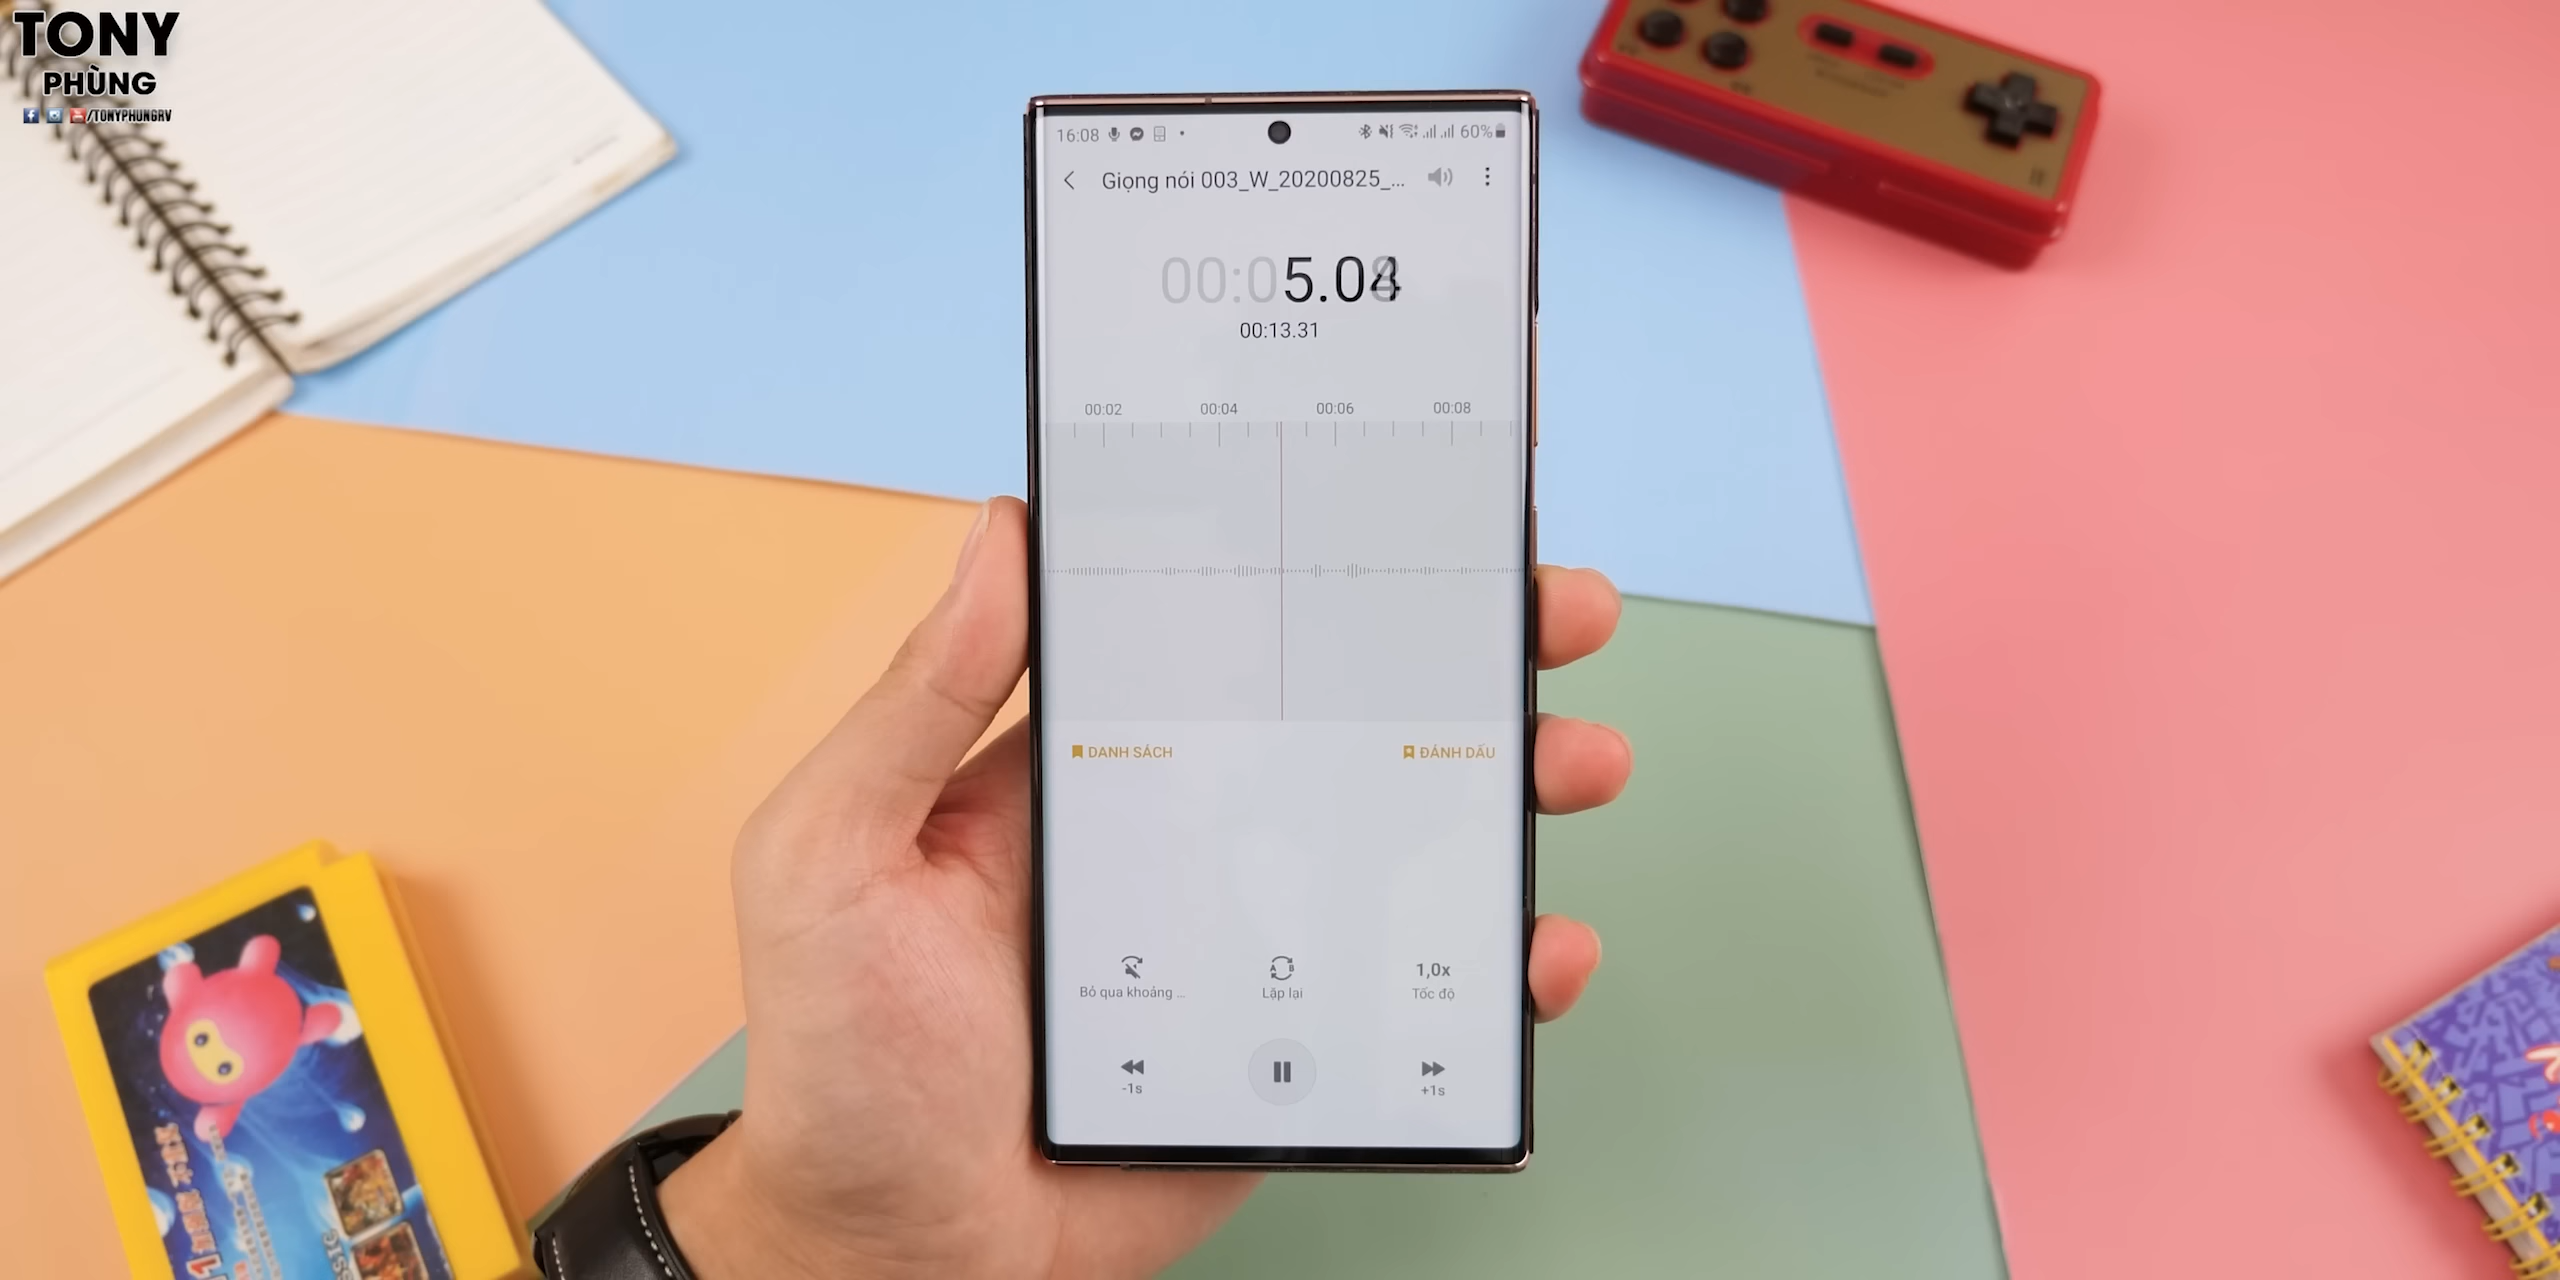 TONY
PHÙNG
/TONYPHUNGRV
16:08
60%
Giọng nói 003_W_20200825_...
00:05.04
00:13.31
00:02 00:04 00:06 00:08
DANH SÁCH ĐÁNH DẤU
Bỏ qua khoảng ... Lặp lại 1,0x
Tốc độ
-1s +1s